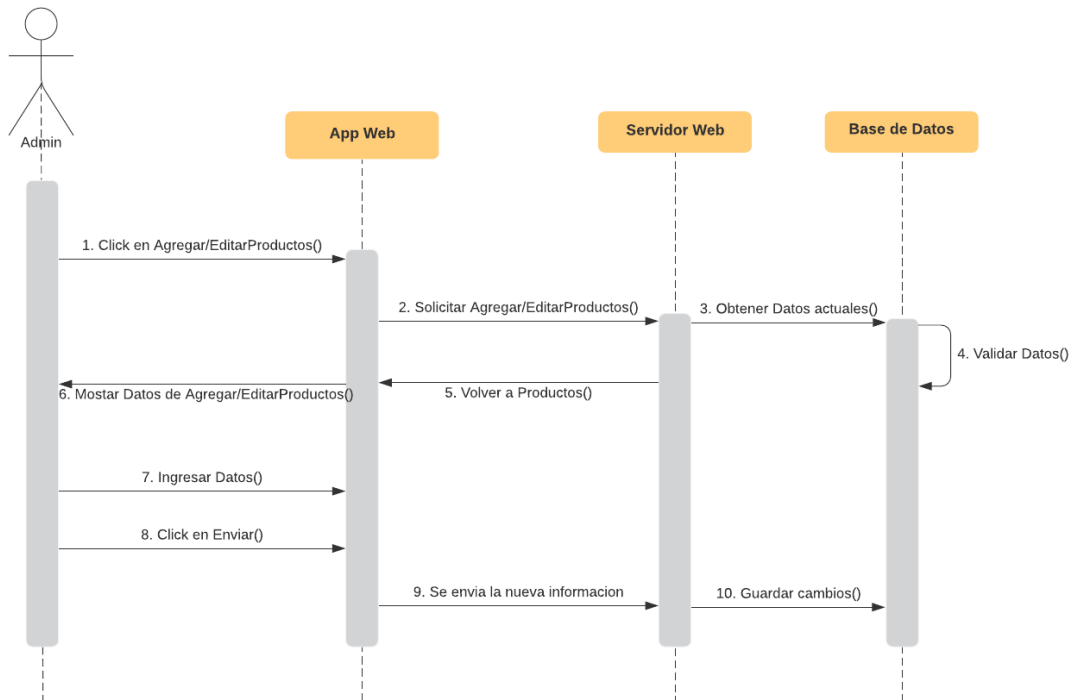 Admin
App Web
Servidor Web
Base de Datos
1. Click en Agregar/EditarProductos()
2. Solicitar Agregar/EditarProductos()
3. Obtener Datos actuales()
4. Validar Datos()
5. Volver a Productos()
6. Mostar Datos de Agregar/EditarProductos()
7. Ingresar Datos()
8. Click en Enviar()
9. Se envia la nueva informacion
10. Guardar cambios()